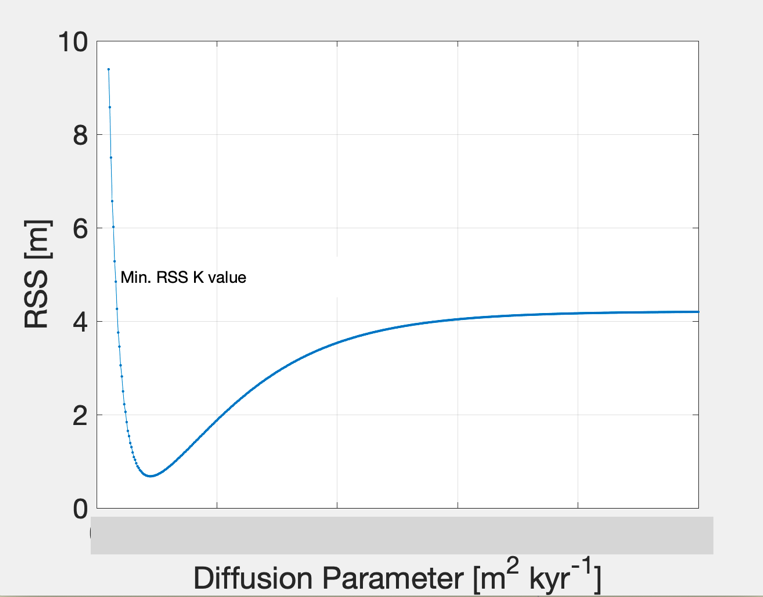 10
8
6
4
2
0
RSS [m]
Min. RSS K value
Diffusion Parameter [m² kyr⁻¹]